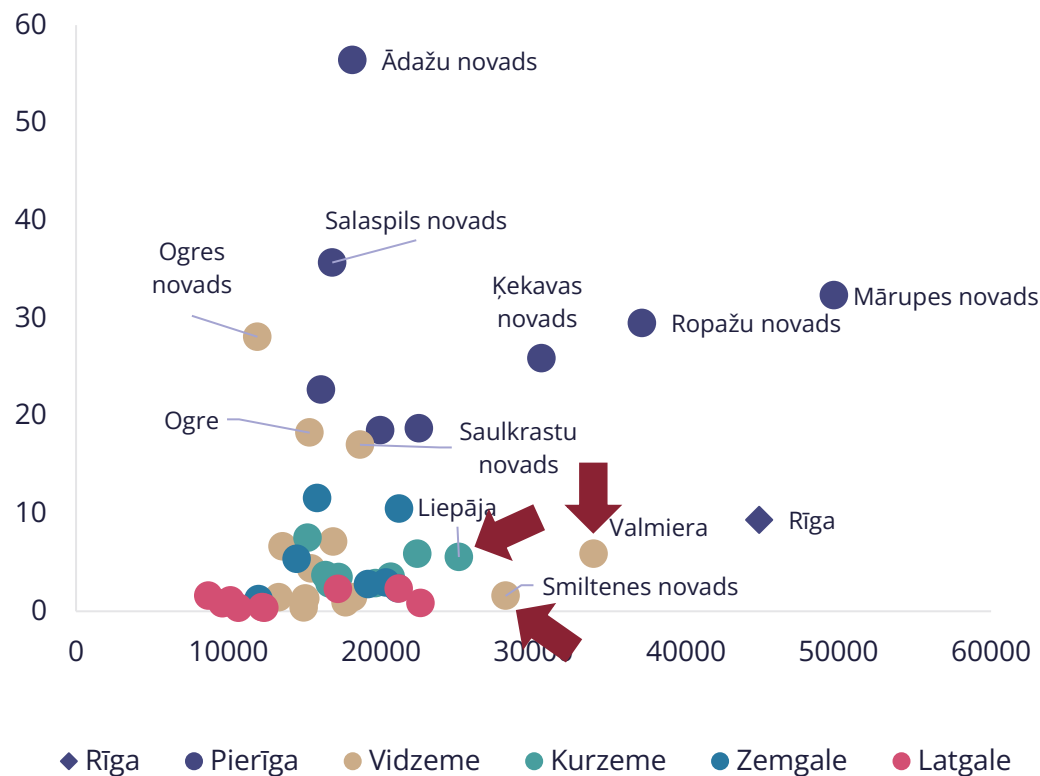 60
Ādažu novads
50
40
Salaspils novads
Ogres
novads
Ķekavas
novads
Mārupes novads
30
Ropažu novads
20
Ogre
Saulkrastu
novads
10
Liepāja
Valmiera
Rīga
Smiltenes novads
0
0 10000 20000 30000 40000 50000 60000
Rīga Pierīga Vidzeme Kurzeme Zemgale Latgale